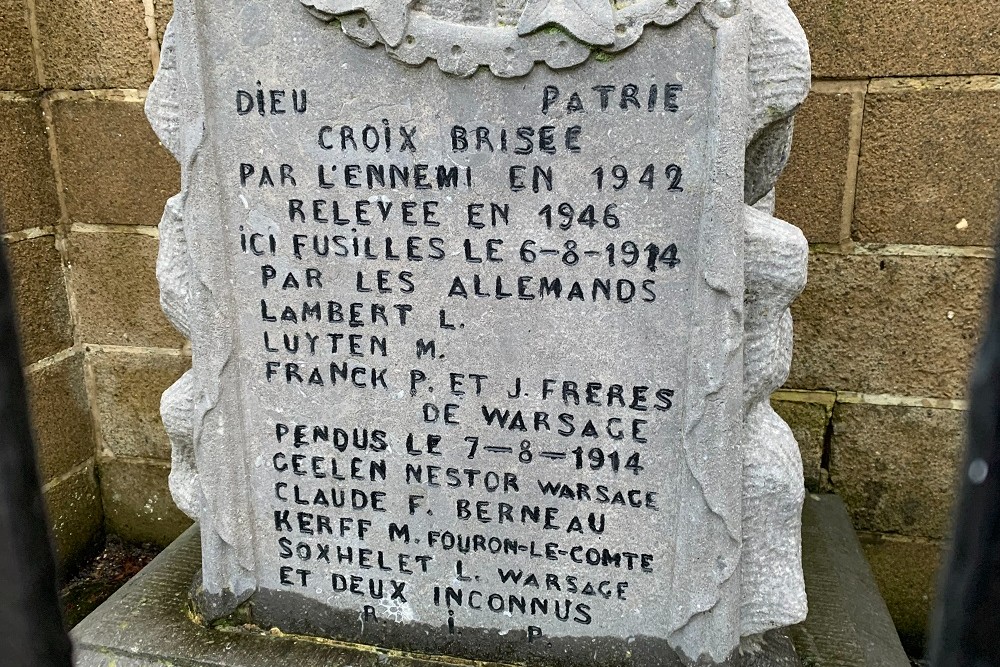 DIEU PATRIE
CROIX BRISEE
PAR L'ENNEMI EN 1942
RELEVEE EN 1946
ICI FUSILLES LE 6-8-1914
PAR LES ALLEMANDS
LAMBERT L.
LUYTEN M.
FRANCK P. ET J. FRERES
DE WARSAGE
PENDUS LE 7-8-1914
GEELEN NESTOR WARSAGE
CLAUDE F. BERNEAU
KERFF M. FOURON-LE-COMTE
SOXHELET L. WARSAGE
ET DEUX INCONNUS
R. I. P.